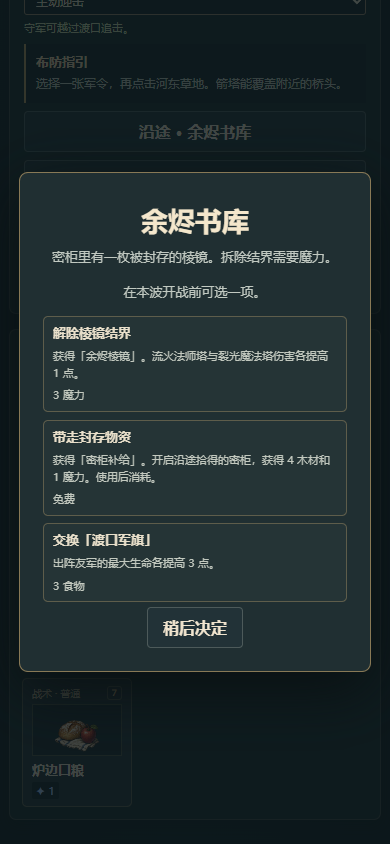 主动迎击
守军可越过渡口追击。
布防指引
选择一张军令，再点击河东草地。箭塔能覆盖附近的桥头。
沿途 • 余烬书库
余烬书库
密柜里有一枚被封存的棱镜。拆除结界需要魔力。
在本波开战前可选一项。
解除棱镜结界
获得「余烬棱镜」。流火法师塔与裂光魔法塔伤害各提高
1 点。
3 魔力
带走封存物资
获得「密柜补给」。开启沿途拾得的密柜，获得 4 木材和
1 魔力。使用后消耗。
免费
交换「渡口军旗」
出阵友军的最大生命各提高 3 点。
3 食物
稍后决定
战术 · 普通
7
炉边口粮
✦ 1